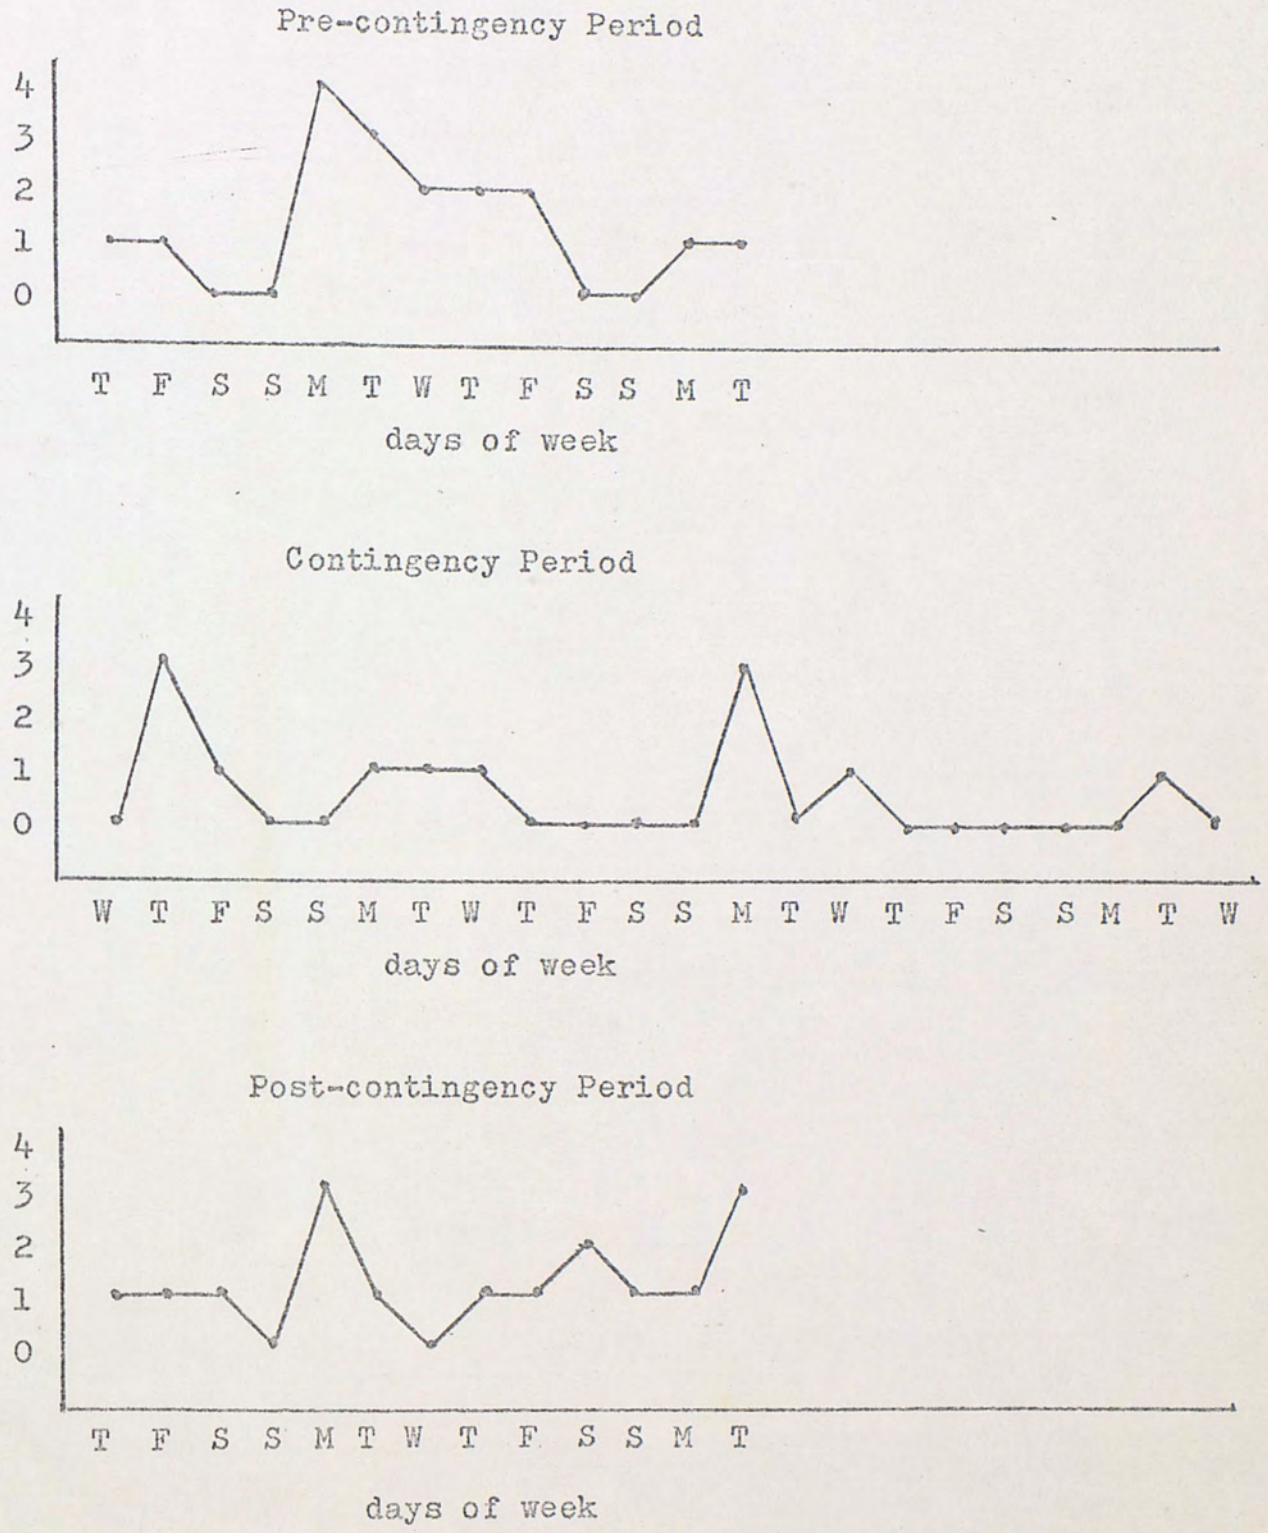 Pre-contingency Period
4
3
2
1
0
T F S S M T W T F S S M T
days of week
Contingency Period
4
3
2
1
0
W T F S S M T W T F S S M T W T F S S M T W
days of week
Post-contingency Period
4
3
2
1
0
T F S S M T W T F S S M T
days of week